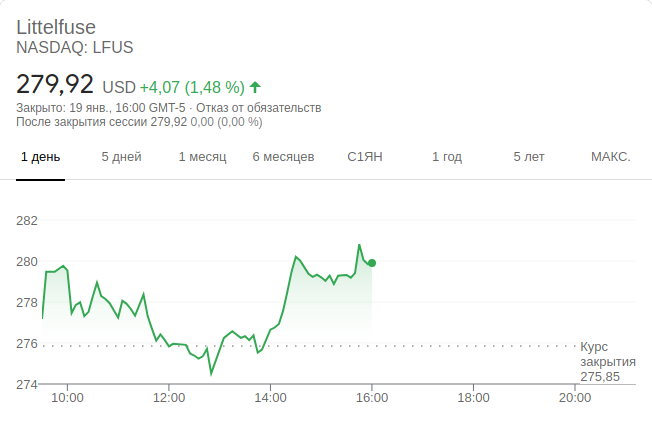 Littelfuse
NASDAQ: LFUS
279,92 USD +4,07 (1,48 %)
Закрыто: 19 янв., 16:00 GMT-5 · Отказ от обязательств
После закрытия сессии 279,92 0,00 (0,00 %)
1 день 5 дней 1 месяц 6 месяцев С1ЯН 1 год 5 лет МАКС.
282
280
278
276
274
Курс
закрытия
275,85
10:00 12:00 14:00 16:00 18:00 20:00